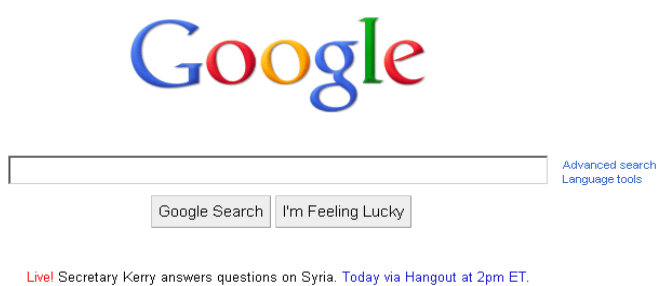 Google
Advanced search
Language tools
Google Search
I'm Feeling Lucky
Live! Secretary Kerry answers questions on Syria. Today via Hangout at 2pm ET.